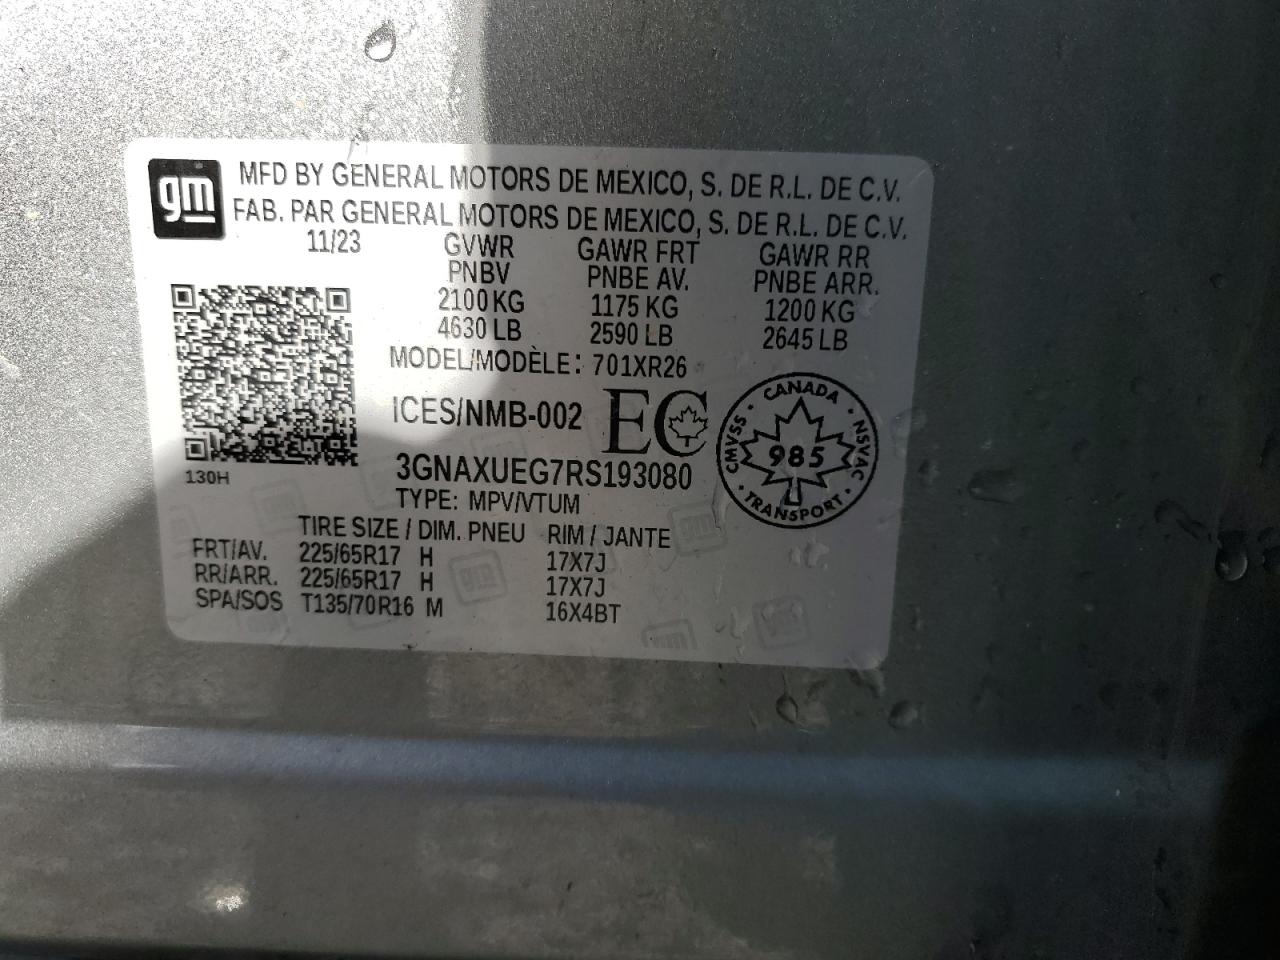 gm
MFD BY GENERAL MOTORS DE MEXICO, S. DE R.L. DE C.V.
FAB. PAR GENERAL MOTORS DE MEXICO, S. DE R.L. DE C.V.
11/23 GVWR GAWR FRT GAWR RR
PNBV PNBE AV. PNBE ARR.
2100 KG 1175 KG 1200 KG
4630 LB 2590 LB 2645 LB
MODEL/MODÈLE: 701XR26
ICES/NMB-002 EC
CANADA
CMVSS · NSVAC
985
TRANSPORT
3GNAXUEG7RS193080
130H
TYPE: MPV/VTUM
TIRE SIZE / DIM. PNEU RIM / JANTE
FRT/AV. 225/65R17 H 17X7J
RR/ARR. 225/65R17 H 17X7J
SPA/SOS T135/70R16 M 16X4BT